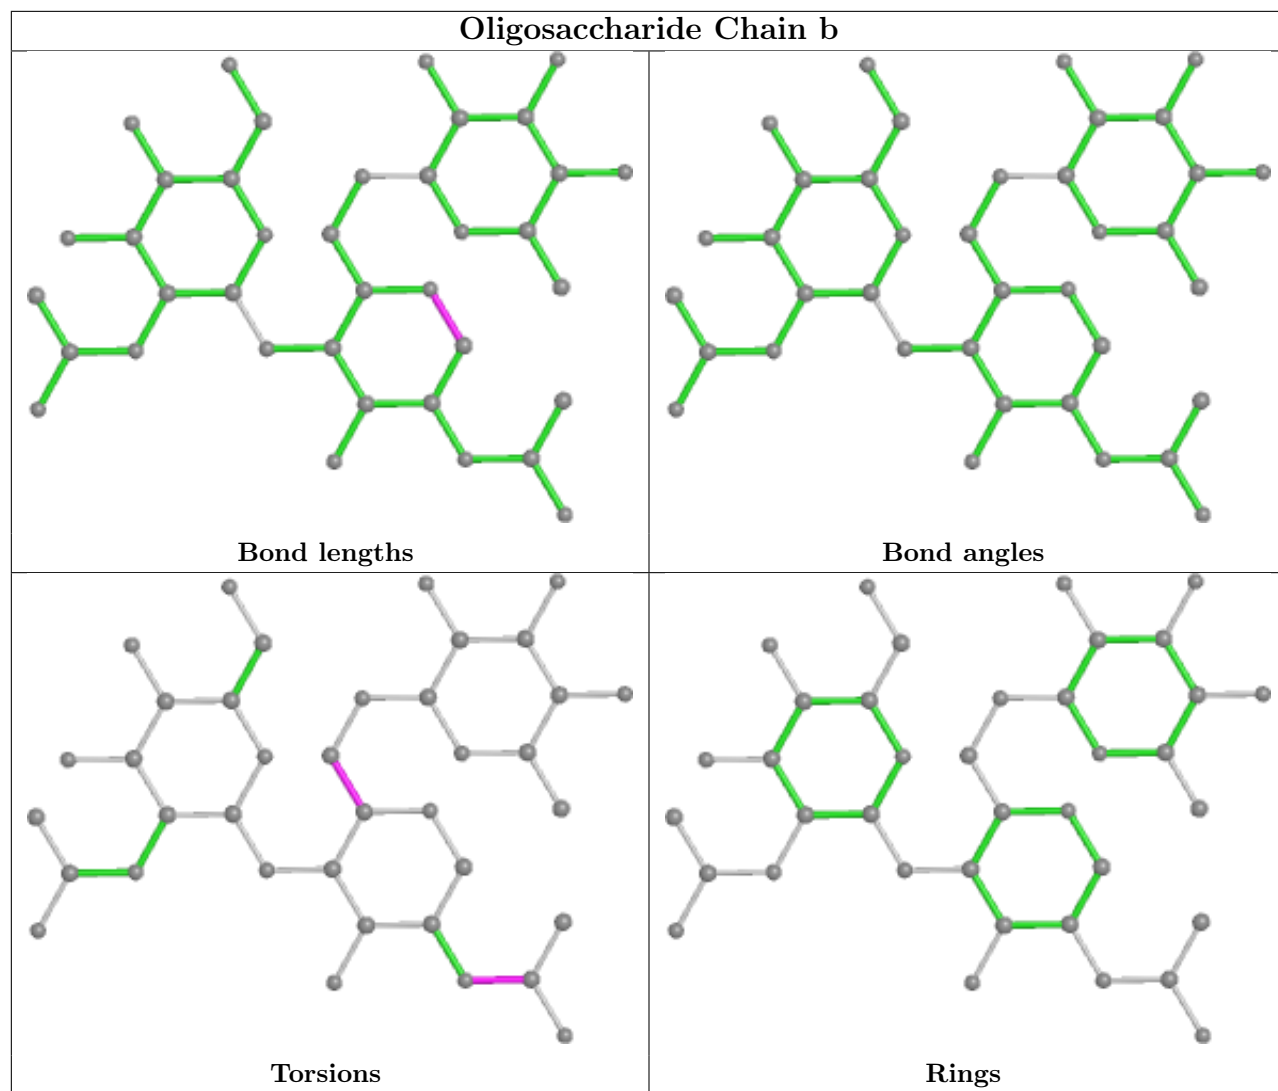 Oligosaccharide Chain b
Bond lengths
Bond angles
Torsions
Rings